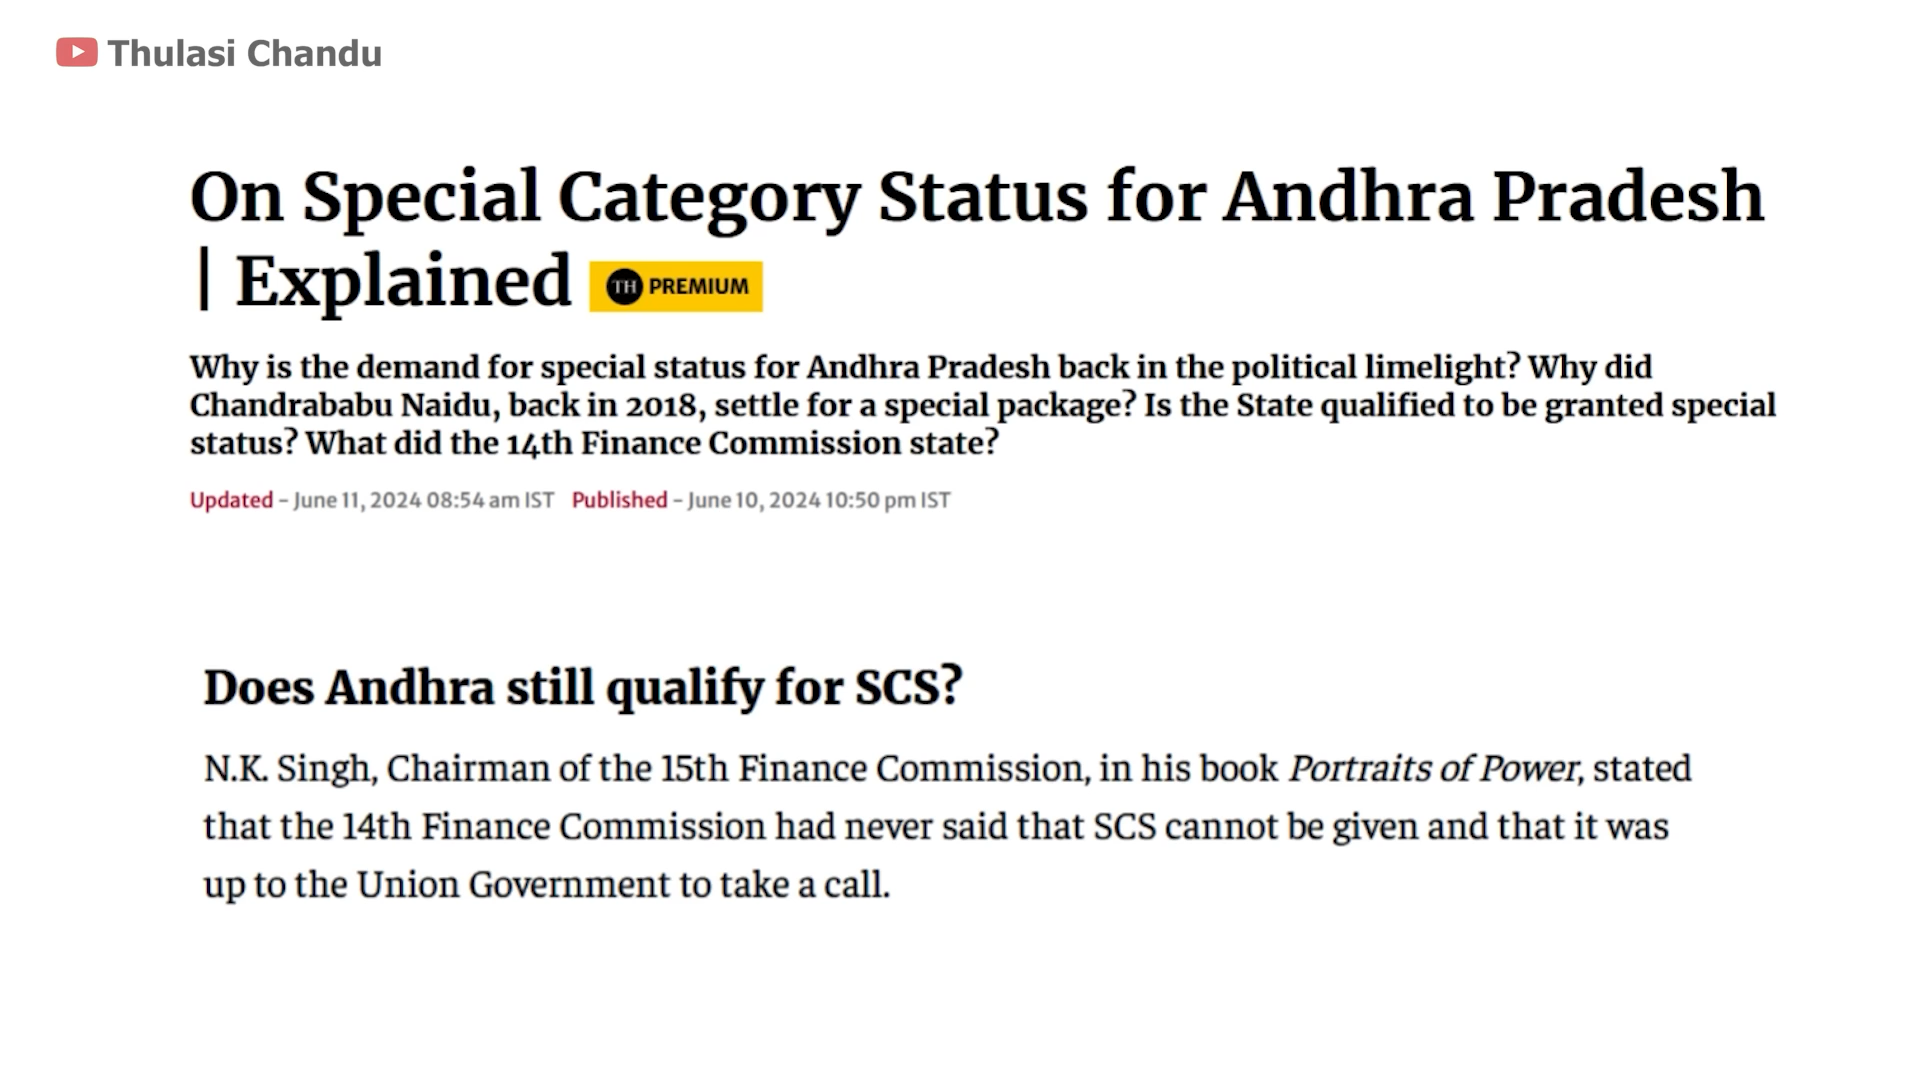 Thulasi Chandu
On Special Category Status for Andhra Pradesh
| Explained TH PREMIUM
Why is the demand for special status for Andhra Pradesh back in the political limelight? Why did
Chandrababu Naidu, back in 2018, settle for a special package? Is the State qualified to be granted special
status? What did the 14th Finance Commission state?
Updated - June 11, 2024 08:54 am IST Published - June 10, 2024 10:50 pm IST
Does Andhra still qualify for SCS?
N.K. Singh, Chairman of the 15th Finance Commission, in his book Portraits of Power, stated
that the 14th Finance Commission had never said that SCS cannot be given and that it was
up to the Union Government to take a call.